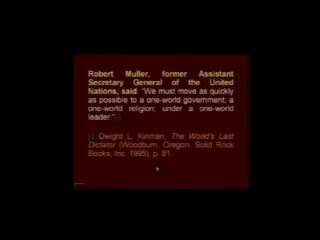 Robert Muller, former Assistant
Secretary General of the United
Nations, said: "We must move as quickly
as possible to a one-world government; a
one-world religion; under a one-world
leader."[i]
[i] Dwight L. Kinman, The World's Last
Dictator (Woodburn, Oregon: Solid Rock
Books, Inc. 1995), p. 81.